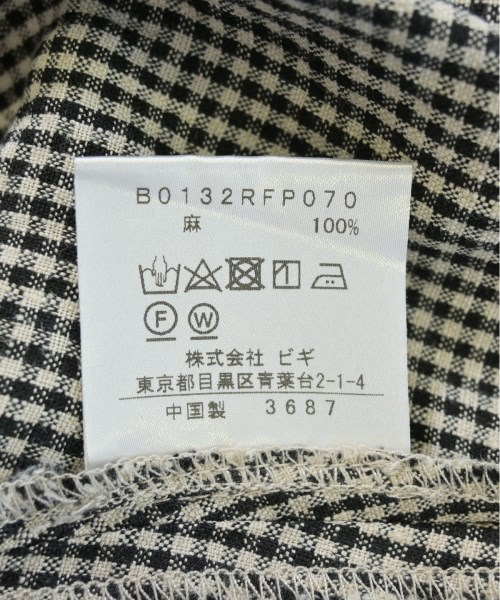 B0132RFP070
麻 100%
F W
株式会社 ビギ
東京都目黒区青葉台2-1-4
中国製 3687